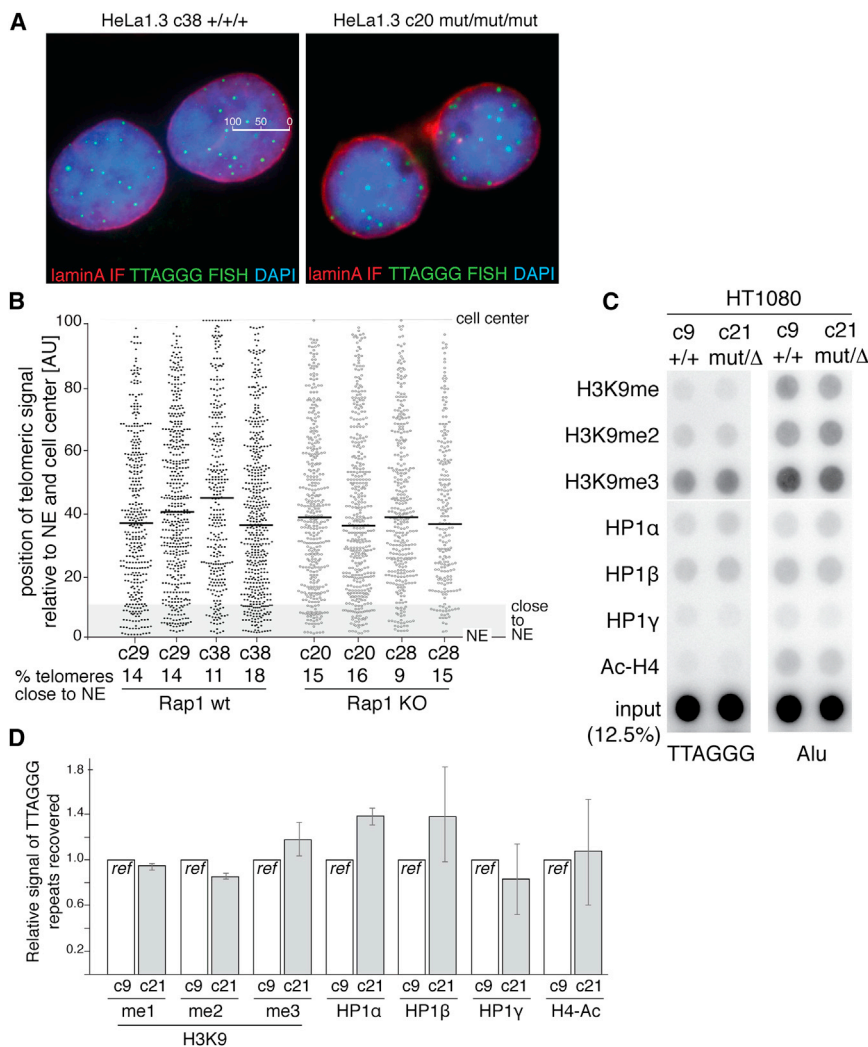 A
HeLa1.3 c38 +/+/+
HeLa1.3 c20 mut/mut/mut
100 50 0
laminA IF TTAGGG FISH DAPI
laminA IF TTAGGG FISH DAPI
B
position of telomeric signal
relative to NE and cell center [AU]
100
80
60
40
20
0
cell center
close
to
NE
NE
c29 c29 c38 c38 c20 c20 c28 c28
% telomeres
close to NE
14 14 11 18 15 16 9 15
Rap1 wt Rap1 KO
C
HT1080
c9 c21 c9 c21
+/+ mut/Δ +/+ mut/Δ
H3K9me
H3K9me2
H3K9me3
HP1α
HP1β
HP1γ
Ac-H4
input
(12.5%)
TTAGGG Alu
D
Relative signal of TTAGGG
repeats recovered
1.8
1.4
1.0
0.6
0.2
ref ref ref ref ref ref ref
c9 c21 c9 c21 c9 c21 c9 c21 c9 c21 c9 c21 c9 c21
me1 me2 me3 HP1α HP1β HP1γ H4-Ac
H3K9